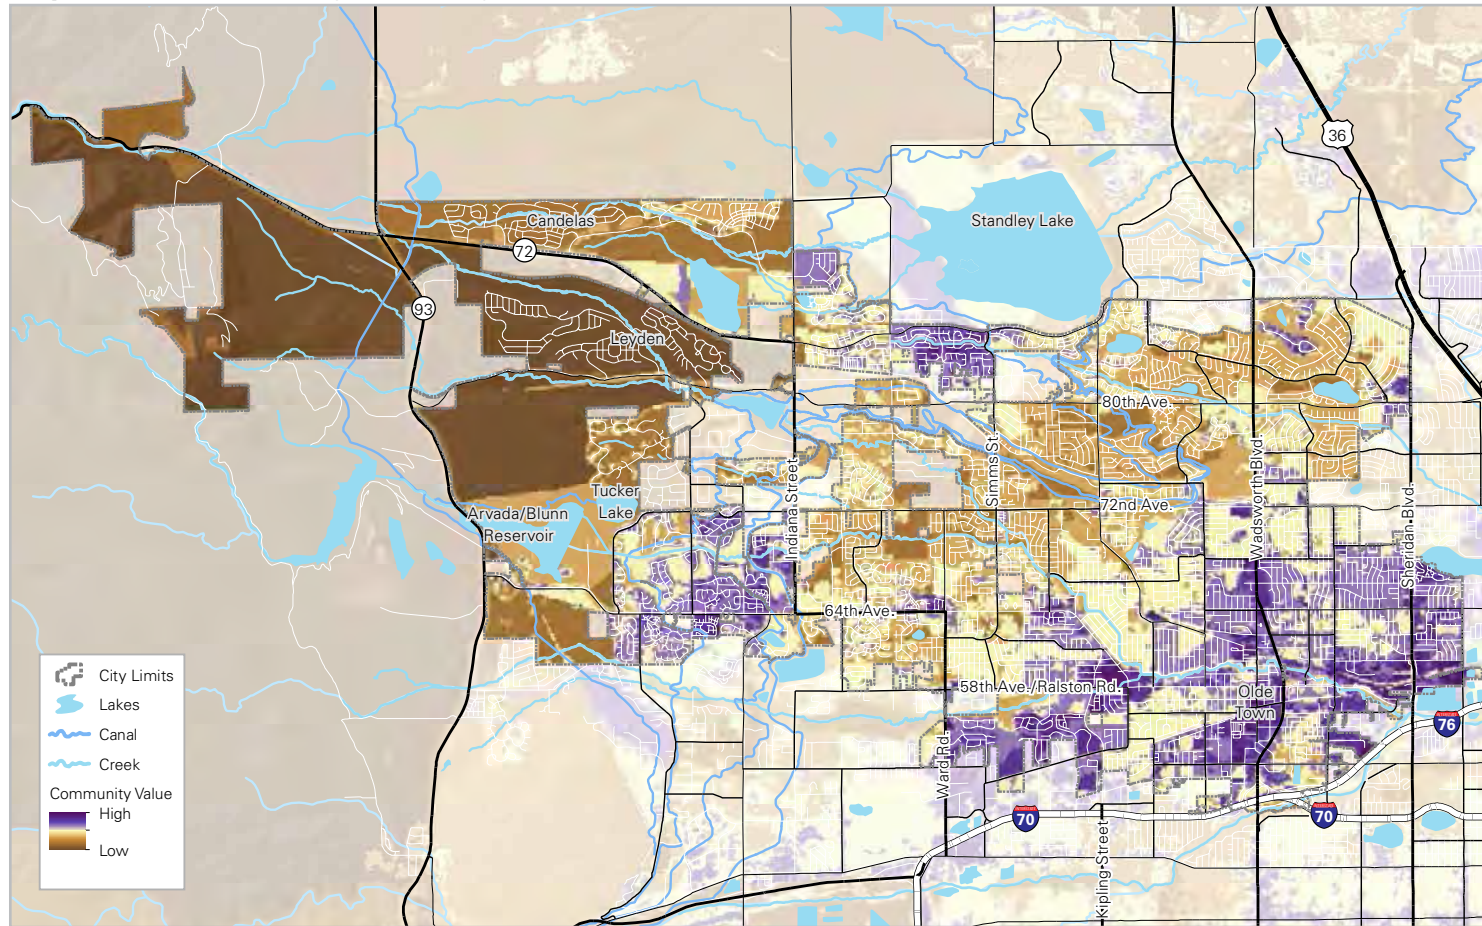 36
Standley Lake
Candelas
72
93
Leyden
80th Ave.
Simms St.
Wadsworth Blvd.
Indiana Street
Tucker
Lake
72nd Ave.
Sheridan Blvd.
Arvada/Blunn
Reservoir
64th Ave.
58th Ave./Ralston Rd.
Olde
Town
76
Ward Rd.
70
70
Kipling Street
City Limits
Lakes
Canal
Creek
Community Value
High
Low